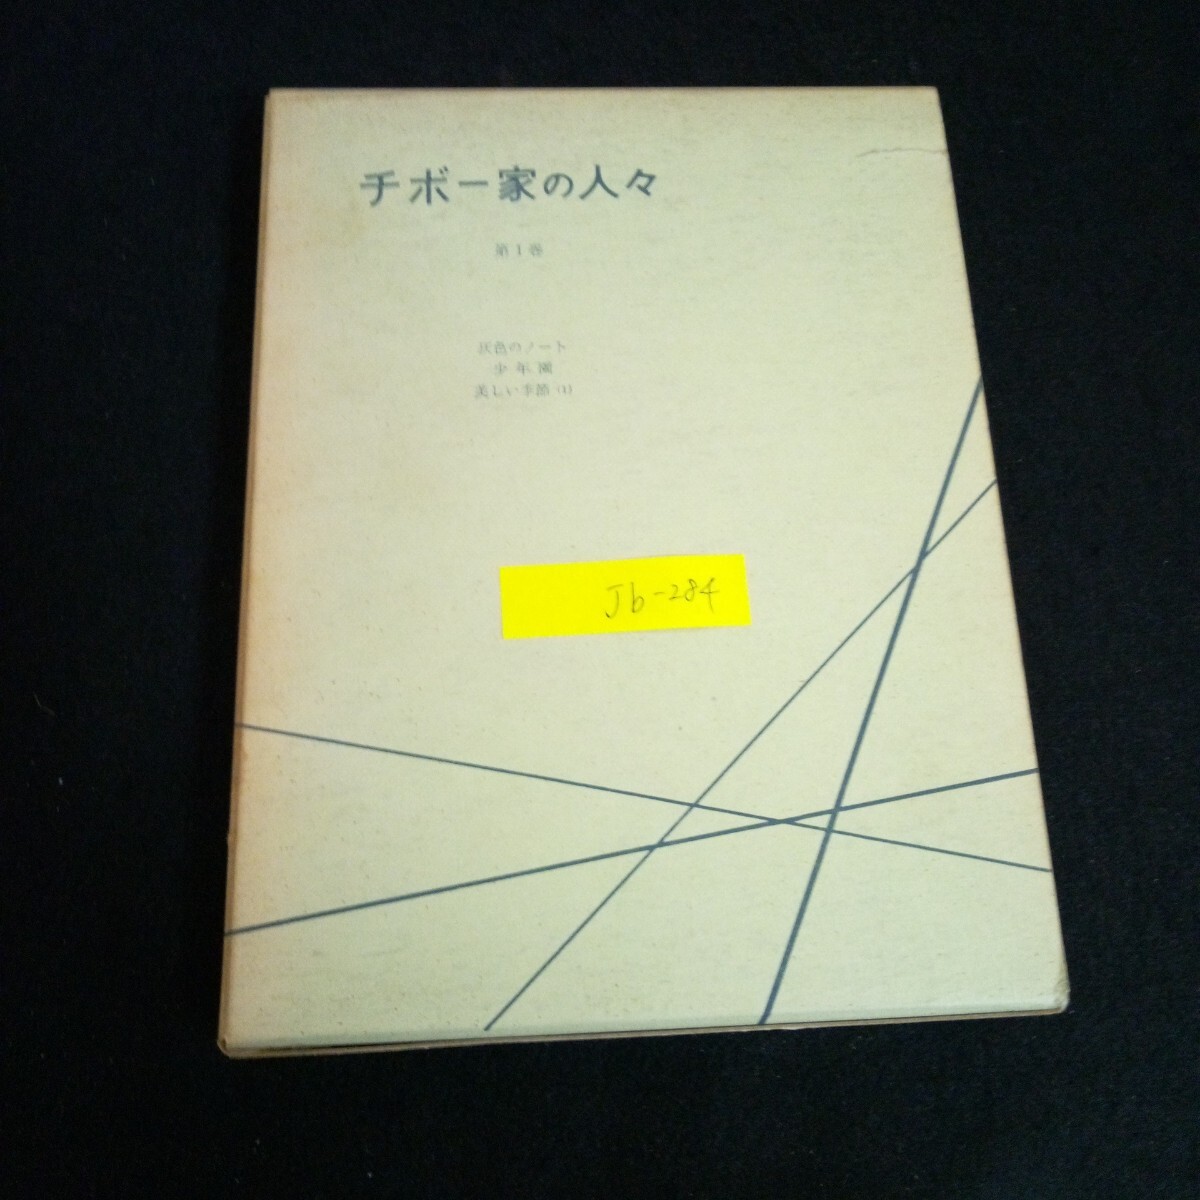 チボー家の人々
第1巻
灰色のノート
少年園
美しい季節 (1)
Jb-284